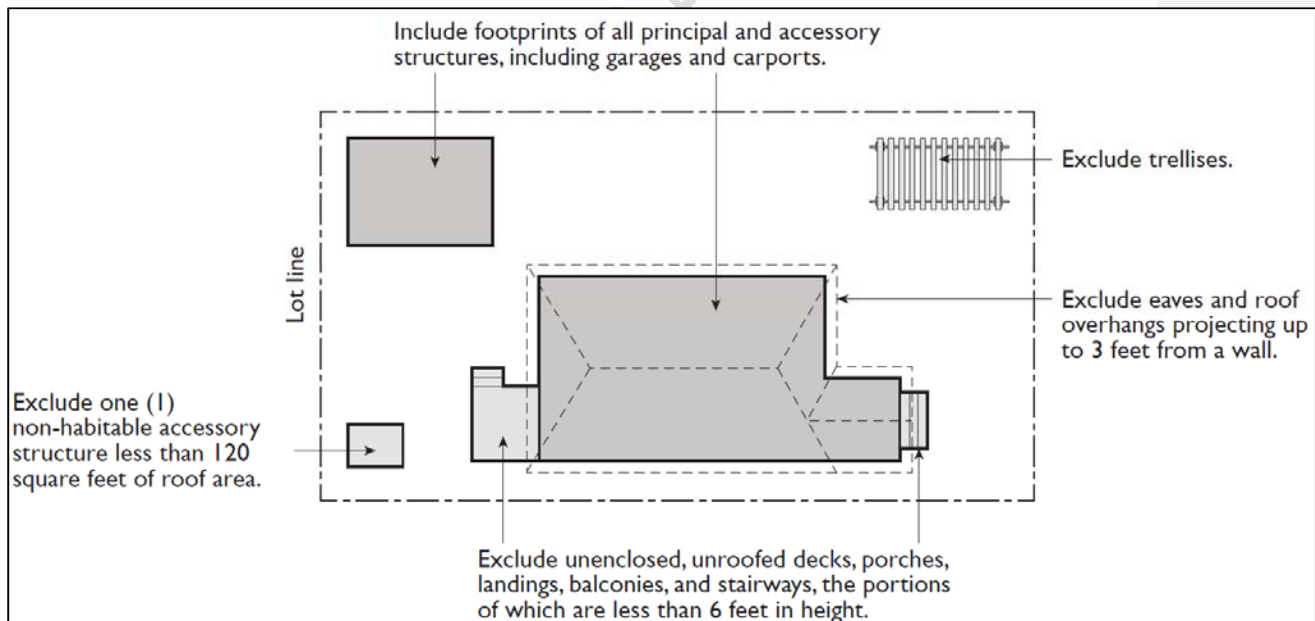 Include footprints of all principal and accessory
structures, including garages and carports.
Exclude trellises.
Lot line
Exclude eaves and roof
overhangs projecting up
to 3 feet from a wall.
Exclude one (1)
non-habitable accessory
structure less than 120
square feet of roof area.
Exclude unenclosed, unroofed decks, porches,
landings, balconies, and stairways, the portions
of which are less than 6 feet in height.